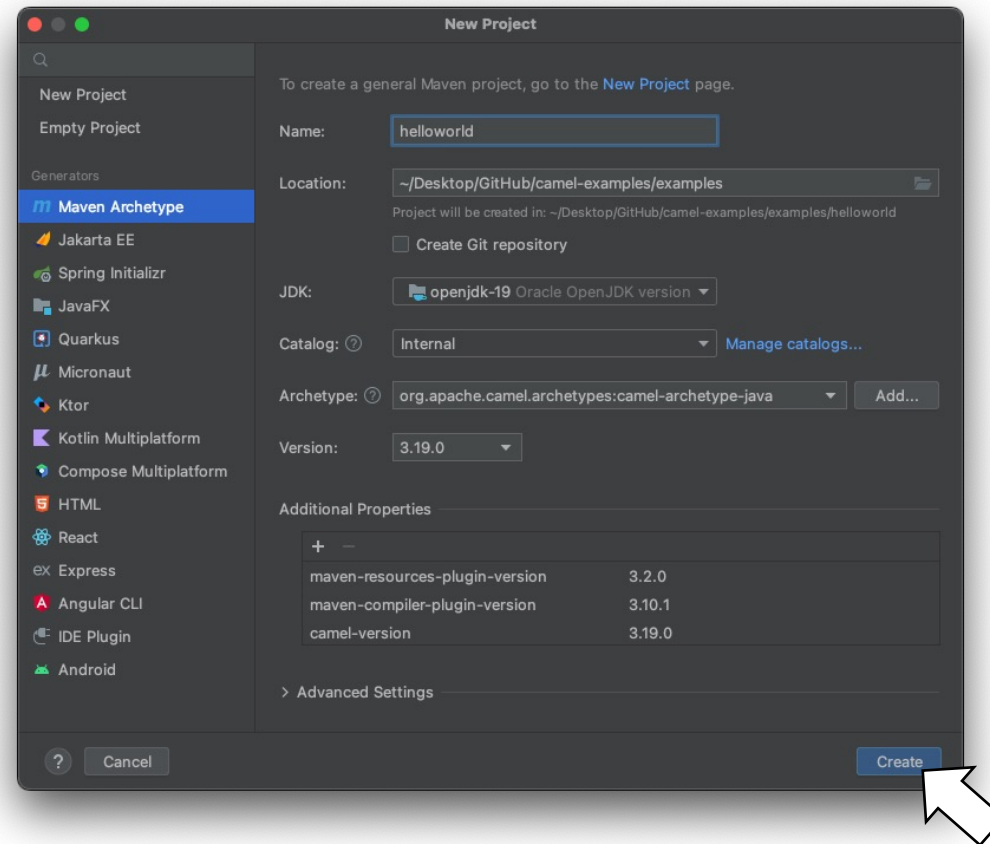 New Project
New Project
Empty Project
Generators
Maven Archetype
Jakarta EE
Spring Initializr
JavaFX
Quarkus
Micronaut
Ktor
Kotlin Multiplatform
Compose Multiplatform
HTML
React
ex Express
Angular CLI
IDE Plugin
Android
To create a general Maven project, go to the New Project page.
Name: helloworld
Location: ~/Desktop/GitHub/camel-examples/examples
Project will be created in: ~/Desktop/GitHub/camel-examples/examples/helloworld
Create Git repository
JDK: openjdk-19 Oracle OpenJDK version
Catalog: ? Internal Manage catalogs...
Archetype: ? org.apache.camel.archetypes:camel-archetype-java Add...
Version: 3.19.0
Additional Properties
+ −
maven-resources-plugin-version 3.2.0
maven-compiler-plugin-version 3.10.1
camel-version 3.19.0
> Advanced Settings
? Cancel Create